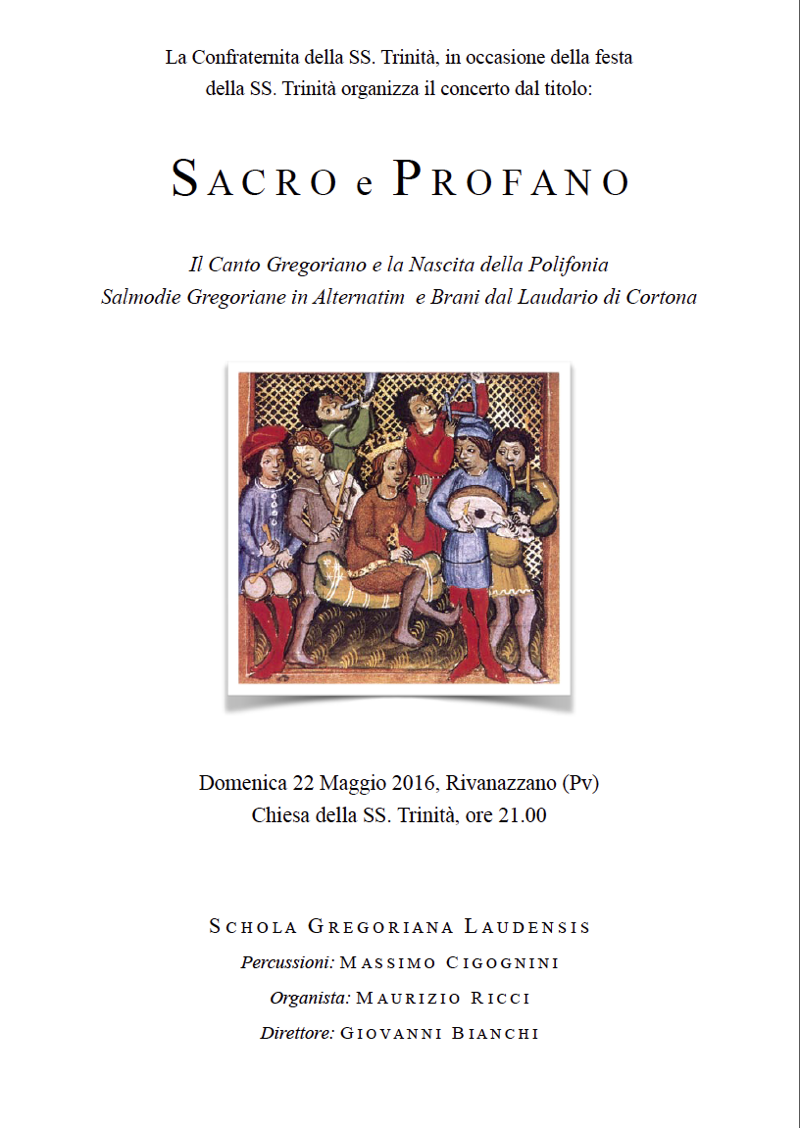 La Confraternita della SS. Trinità, in occasione della festa
della SS. Trinità organizza il concerto dal titolo:
SACRO e PROFANO
Il Canto Gregoriano e la Nascita della Polifonia
Salmodie Gregoriane in Alternatim e Brani dal Laudario di Cortona
Domenica 22 Maggio 2016, Rivanazzano (Pv)
Chiesa della SS. Trinità, ore 21.00
SCHOLA GREGORIANA LAUDENSIS
Percussioni: MASSIMO CIGOGNINI
Organista: MAURIZIO RICCI
Direttore: GIOVANNI BIANCHI